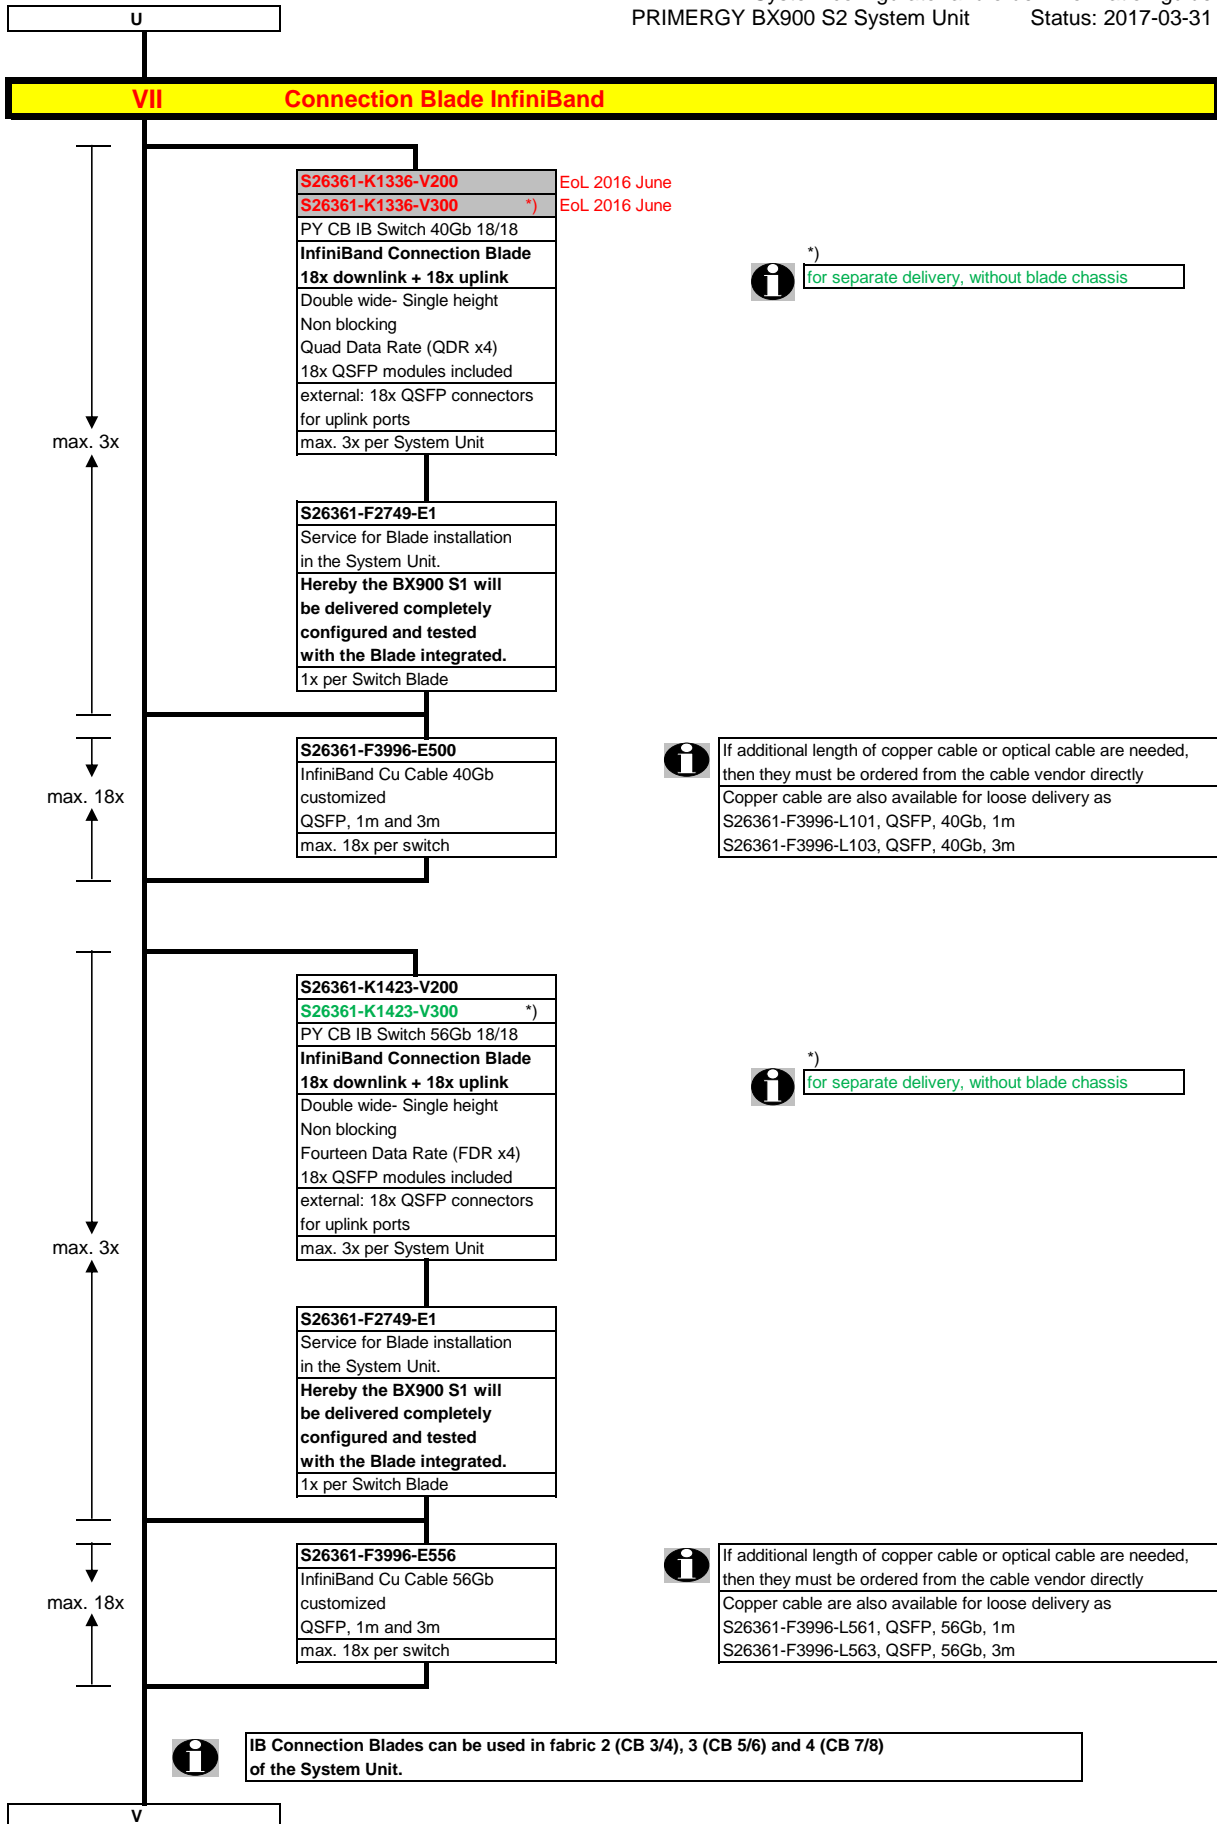 U
PRIMERGY BX900 S2 System Unit Status: 2017-03-31
VII Connection Blade InfiniBand
S26361-K1336-V200 EoL 2016 June
S26361-K1336-V300 *) EoL 2016 June
PY CB IB Switch 40Gb 18/18
InfiniBand Connection Blade
18x downlink + 18x uplink
Double wide- Single height
Non blocking
Quad Data Rate (QDR x4)
18x QSFP modules included
external: 18x QSFP connectors
for uplink ports
max. 3x per System Unit
*)
for separate delivery, without blade chassis
max. 3x
S26361-F2749-E1
Service for Blade installation
in the System Unit.
Hereby the BX900 S1 will
be delivered completely
configured and tested
with the Blade integrated.
1x per Switch Blade
max. 18x
S26361-F3996-E500
InfiniBand Cu Cable 40Gb
customized
QSFP, 1m and 3m
max. 18x per switch
If additional length of copper cable or optical cable are needed,
then they must be ordered from the cable vendor directly
Copper cable are also available for loose delivery as
S26361-F3996-L101, QSFP, 40Gb, 1m
S26361-F3996-L103, QSFP, 40Gb, 3m
S26361-K1423-V200
S26361-K1423-V300 *)
PY CB IB Switch 56Gb 18/18
InfiniBand Connection Blade
18x downlink + 18x uplink
Double wide- Single height
Non blocking
Fourteen Data Rate (FDR x4)
18x QSFP modules included
external: 18x QSFP connectors
for uplink ports
max. 3x per System Unit
*)
for separate delivery, without blade chassis
max. 3x
S26361-F2749-E1
Service for Blade installation
in the System Unit.
Hereby the BX900 S1 will
be delivered completely
configured and tested
with the Blade integrated.
1x per Switch Blade
max. 18x
S26361-F3996-E556
InfiniBand Cu Cable 56Gb
customized
QSFP, 1m and 3m
max. 18x per switch
If additional length of copper cable or optical cable are needed,
then they must be ordered from the cable vendor directly
Copper cable are also available for loose delivery as
S26361-F3996-L561, QSFP, 56Gb, 1m
S26361-F3996-L563, QSFP, 56Gb, 3m
IB Connection Blades can be used in fabric 2 (CB 3/4), 3 (CB 5/6) and 4 (CB 7/8)
of the System Unit.
V